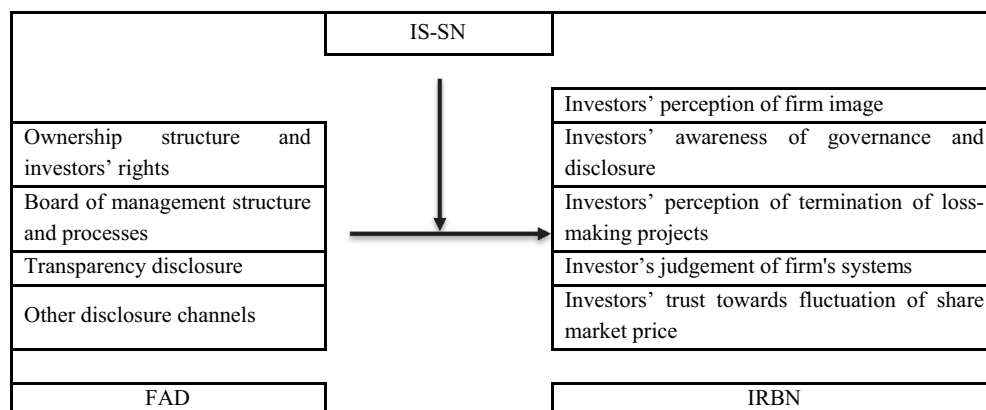 IS-SN
Ownership structure and
investors’ rights
Board of management structure
and processes
Transparency disclosure
Other disclosure channels
FAD
Investors’ perception of firm image
Investors’ awareness of governance and
disclosure
Investors’ perception of termination of loss-
making projects
Investor’s judgement of firm's systems
Investors’ trust towards fluctuation of share
market price
IRBN